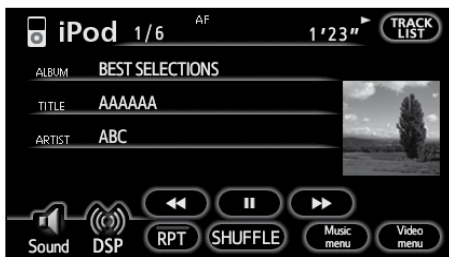 iPod 1/6 AF 1'23" TRACK LIST
ALBUM BEST SELECTIONS
TITLE AAAAAA
ARTIST ABC
Sound DSP RPT SHUFFLE Music menu Video menu